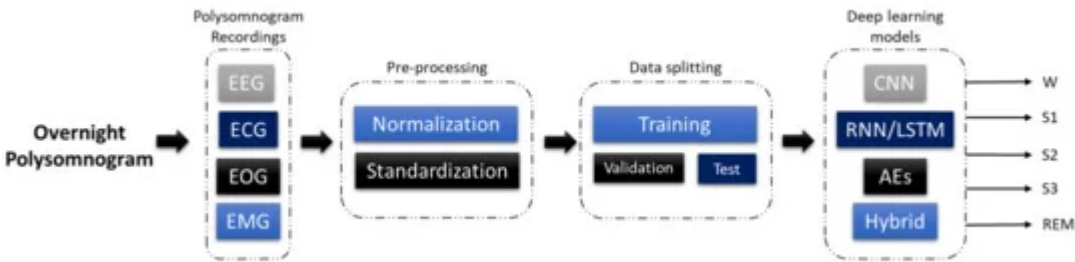 Overnight
Polysomnogram
Polysomnogram
Recordings
EEG
ECG
EOG
EMG
Pre-processing
Normalization
Standardization
Data splitting
Training
Validation Test
Deep learning
models
CNN
RNN/LSTM
AEs
Hybrid
W
S1
S2
S3
REM